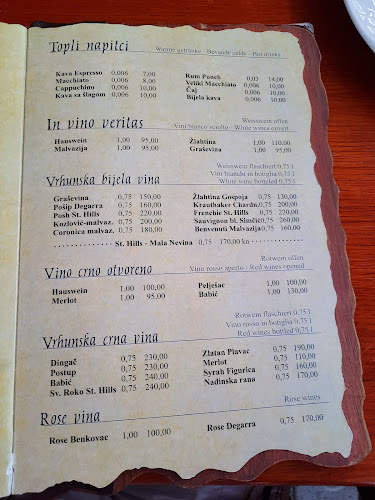 Topli napitci
Warme getränke - Bevande calde - Hot drinks
Kava Espresso 0,006 7,00
Macchiato 0,006 8,00
Cappuchino 0,006 10,00
Kava sa šlagom 0,006 10,00
Rum Punch 0,03 14,00
Veliki Macchiato 0,006 10,00
Čaj 0,006 10,00
Bijela kava 0,006 10,00
In vino veritas
Weisswein offen
Vini bianco sciolto - White wines ouvert
Hauswein 1,00 95,00
Malvazija 1,00 95,00
Žlahtina 1,00 110,00
Graševina 1,00 95,00
Vrhunska bijela vina
Weisswein flaschiert 0,75 l
Vini bianchi in botiglia 0,75 l
White wine botteled 0,75 l
Graševina 0,75 150,00
Pošip Degarra 0,75 160,00
Posh St. Hills 0,75 220,00
Kozlovič-malvaz. 0,75 200,00
Coronica malvaz. 0,75 180,00
Žlahtina Gospoja 0,75 130,00
Krauthaker Chardn. 0,75 200,00
Frenchie St. Hills 0,75 220,00
Sauvignon bl. Simčič 0,75 260,00
Benvenuti Malvazija 0,75 160,00
St. Hills - Mala Nevina 0,75 170,00 kn
Vino crno otvoreno
Rotwein offen
Vino rosso aperto - Red wines opened
Hauswein 1,00 100,00
Merlot 1,00 95,00
Pelješac 1,00 100,00
Babić 1,00 130,00
Vrhunska crna vina
Rotwein flaschiert 0,75 l
Vino rosso in botiglia 0,75 l
Red wines bottled 0,75 l
Dingač 0,75 230,00
Postup 0,75 230,00
Babić 0,75 240,00
Sv. Roko St. Hills 0,75 240,00
Zlatan Plavac 0,75 190,00
Merlot 0,75 110,00
Syrah Figurica 0,75 160,00
Nadinska rana 0,75 170,00
Rose vina
Rose wines
Rose Benkovac 1,00 100,00
Rose Degarra 0,75 170,00